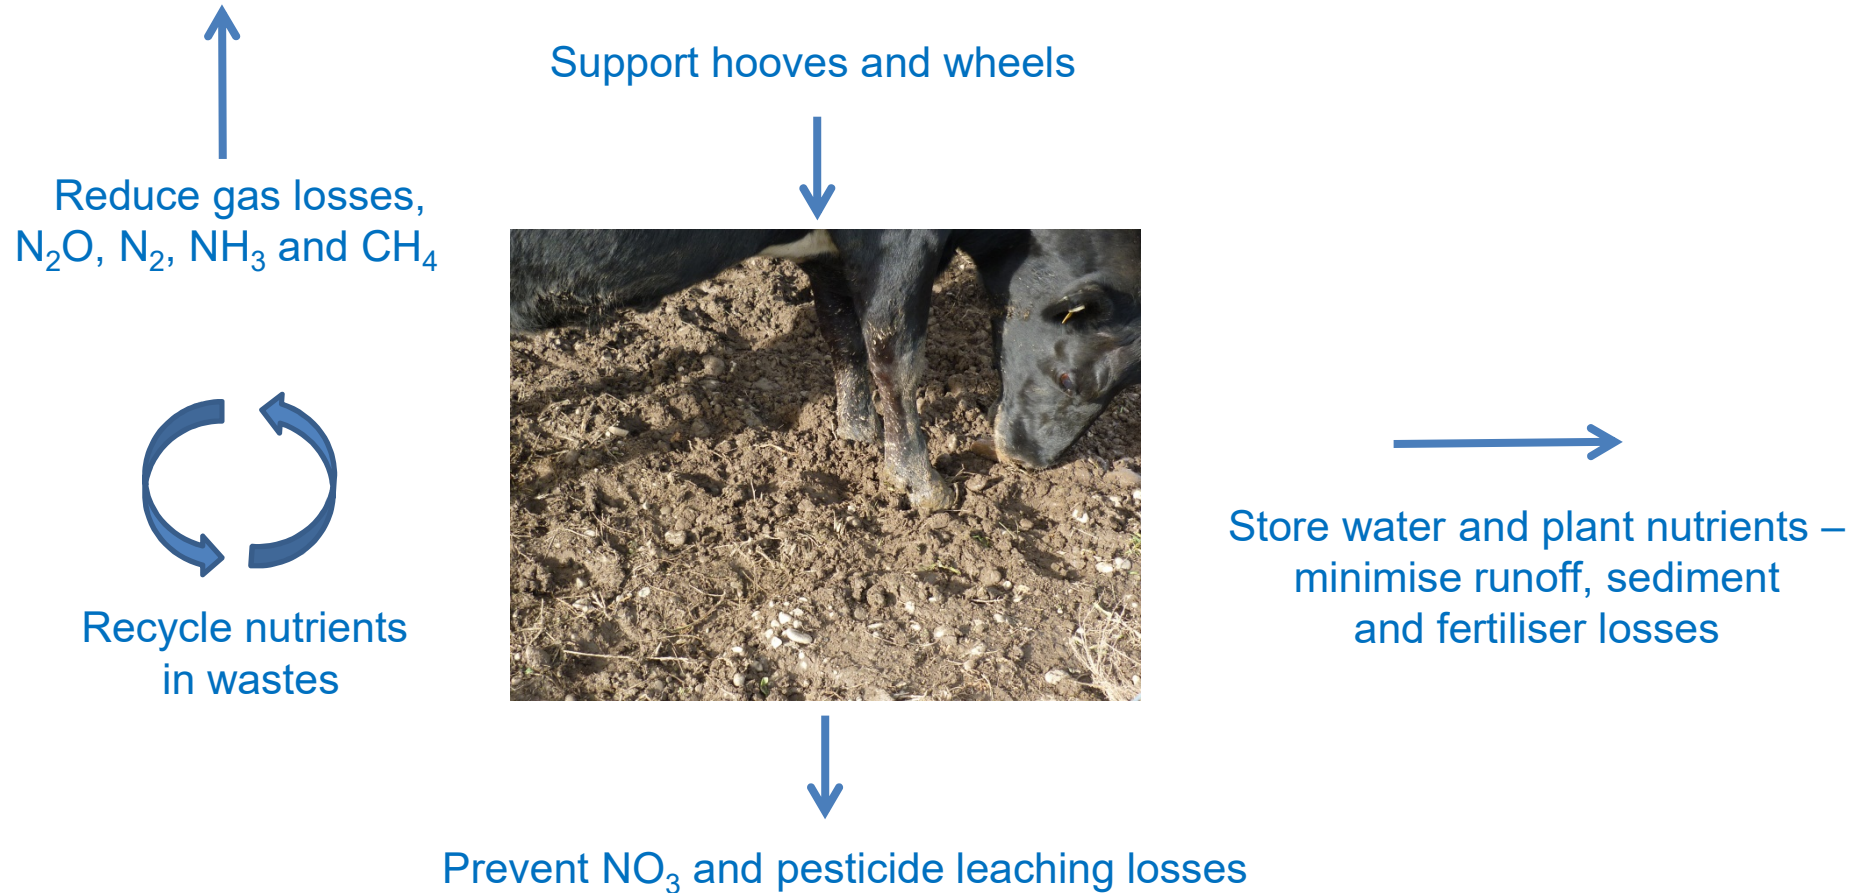 Support hooves and wheels
Reduce gas losses,
N₂O, N₂, NH₃ and CH₄
Store water and plant nutrients –
minimise runoff, sediment
and fertiliser losses
Recycle nutrients
in wastes
Prevent NO₃ and pesticide leaching losses